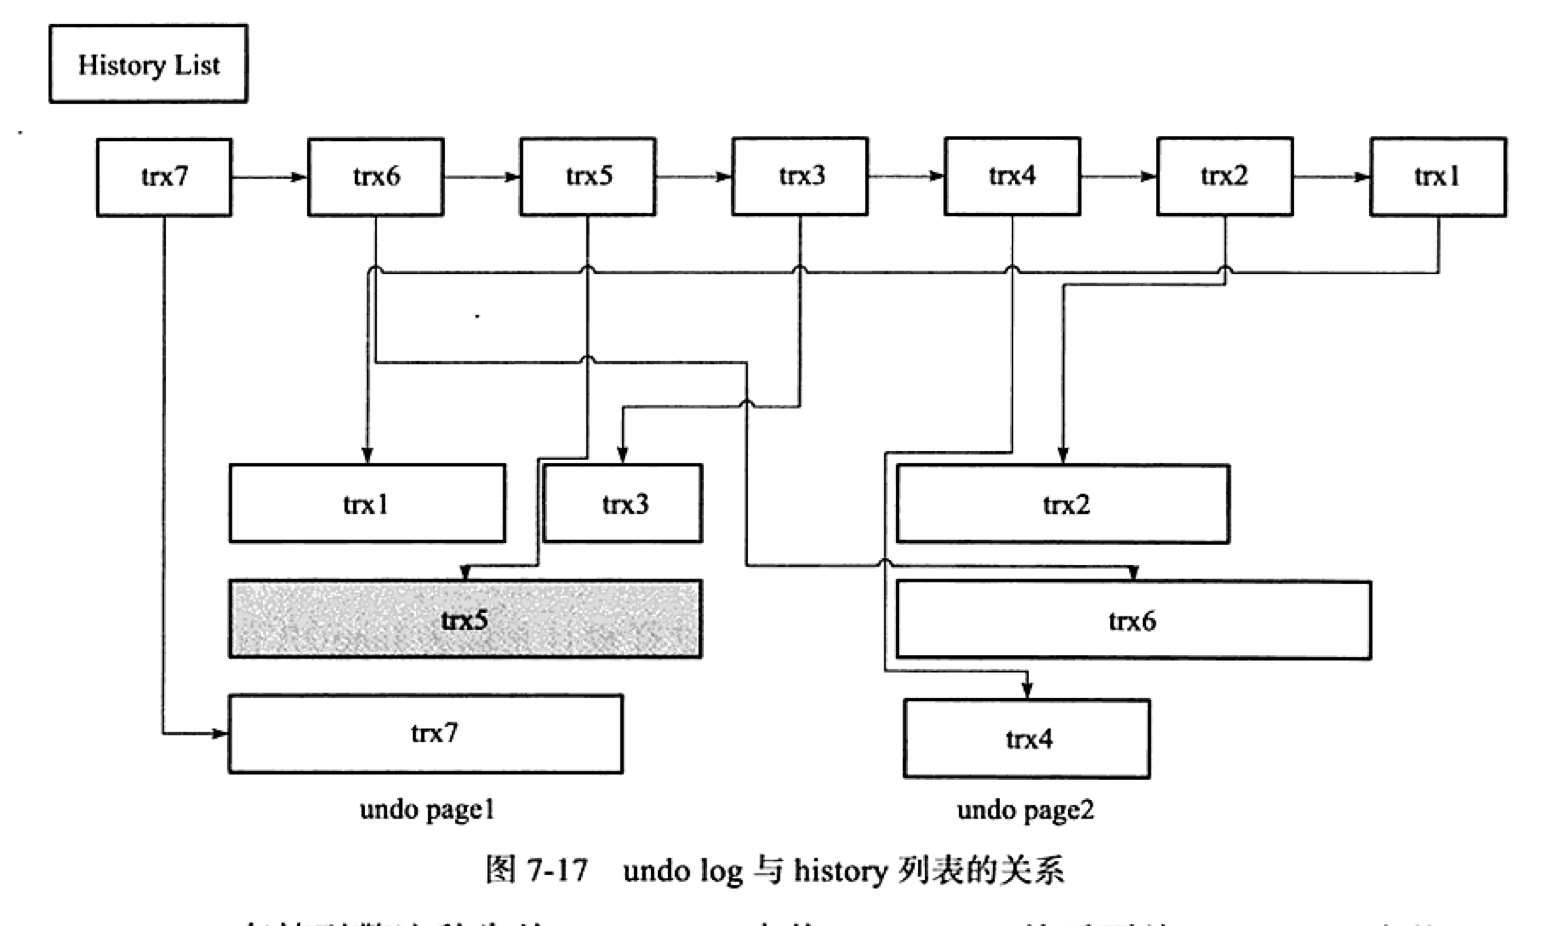 History List
trx7
trx6
trx5
trx3
trx4
trx2
trx1
trx1
trx3
trx2
trx5
trx6
trx7
trx4
undo page1
undo page2
图 7-17 undo log 与 history 列表的关系